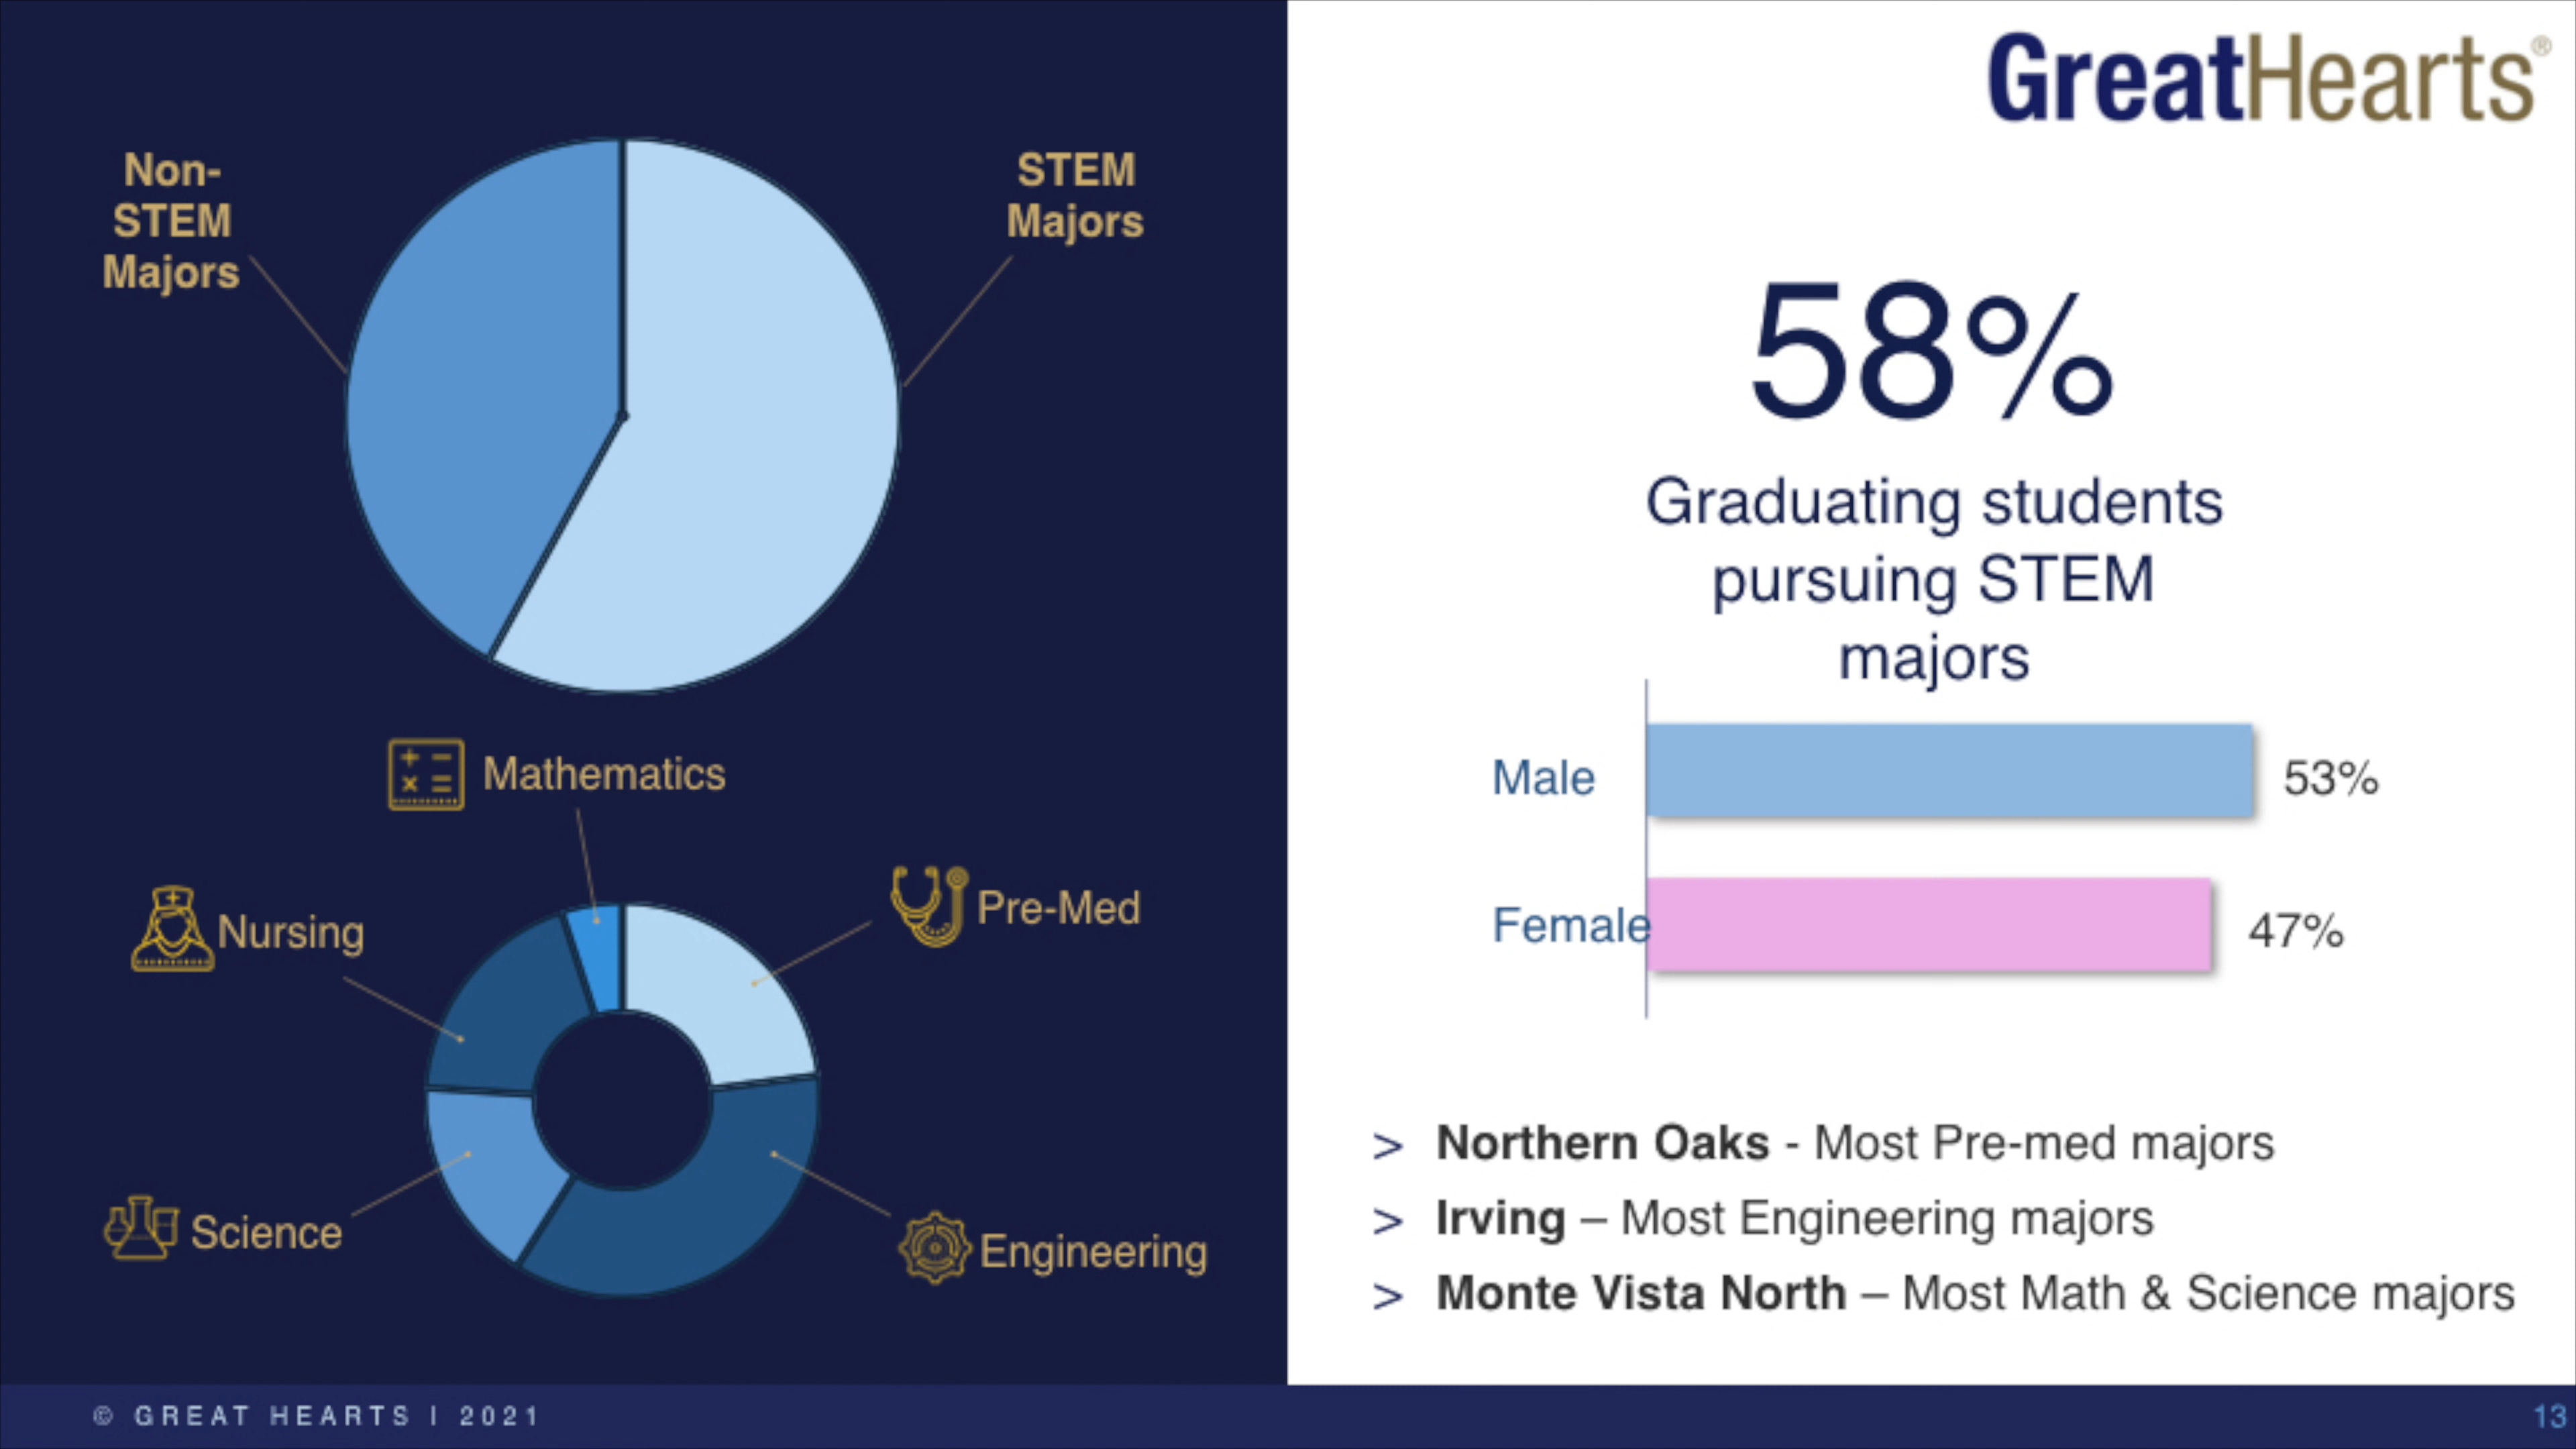 GreatHearts®
Non-
STEM
Majors
STEM
Majors
Mathematics
Nursing
Pre-Med
Science
Engineering
58%
Graduating students
pursuing STEM
majors
Male 53%
Female 47%
> Northern Oaks - Most Pre-med majors
> Irving – Most Engineering majors
> Monte Vista North – Most Math & Science majors
© GREAT HEARTS | 2021
13